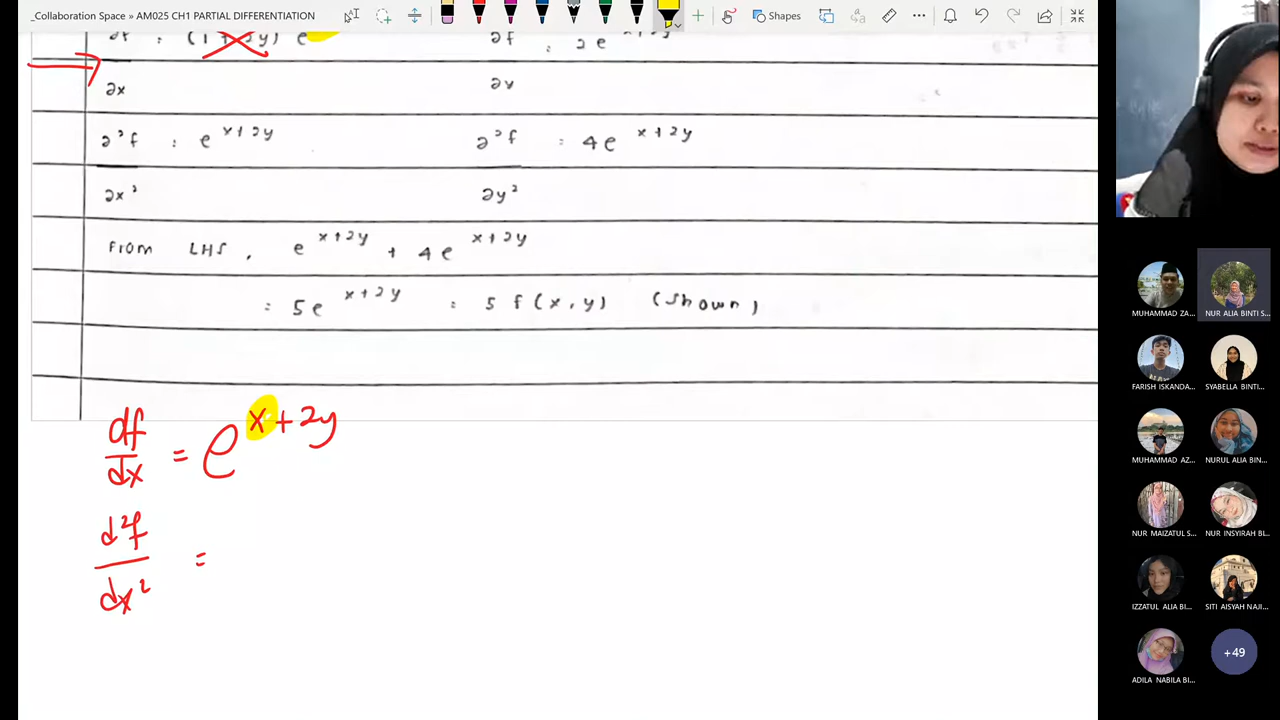 _Collaboration Space » AM025 CH1 PARTIAL DIFFERENTIATION
Shapes
∂f : (1 + 2y) e
∂f : 2e
∂x
∂y
∂²f : e^(x+2y)
∂²f : 4e^(x+2y)
∂x²
∂y²
From LHS, e^(x+2y) + 4e^(x+2y)
= 5e^(x+2y) = 5 f(x,y) (shown)
df/dx = e^(x+2y)
d²f/dx² =
MUHAMMAD ZA...
NUR ALIA BINTI S...
FARISH ISKANDA...
SYABELLA BINTI...
MUHAMMAD AZ...
NURUL ALIA BIN...
NUR MAIZATUL S...
NUR INSYIRAH BI...
IZZATUL ALIA BI...
SITI AISYAH NAJI...
ADILA NABILA BI...
+49